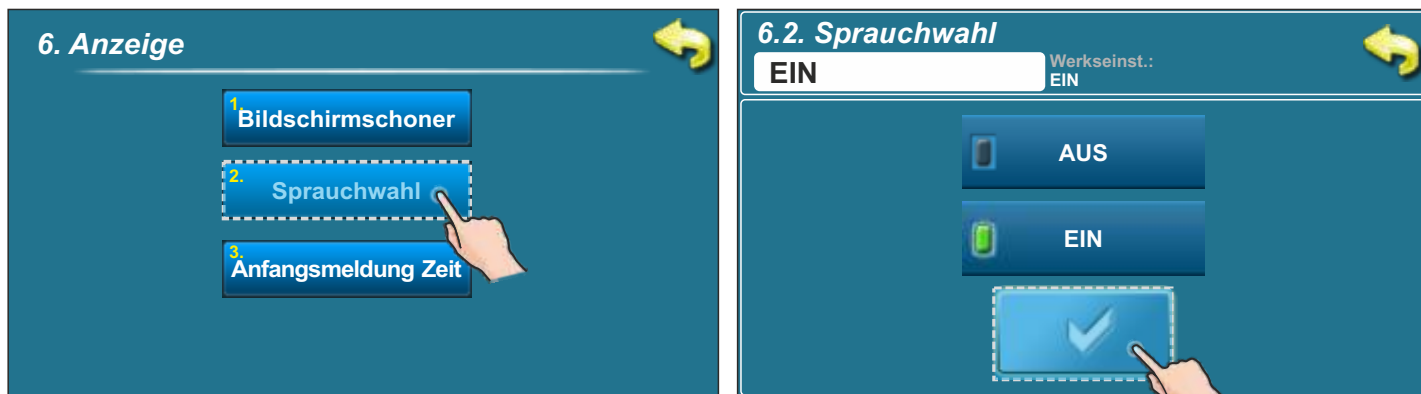 6. Anzeige
1.
Bildschirmschoner
2.
Sprauchwahl
3.
Anfangsmeldung Zeit
6.2. Sprauchwahl
EIN
Werkseinst.:
EIN
AUS
EIN